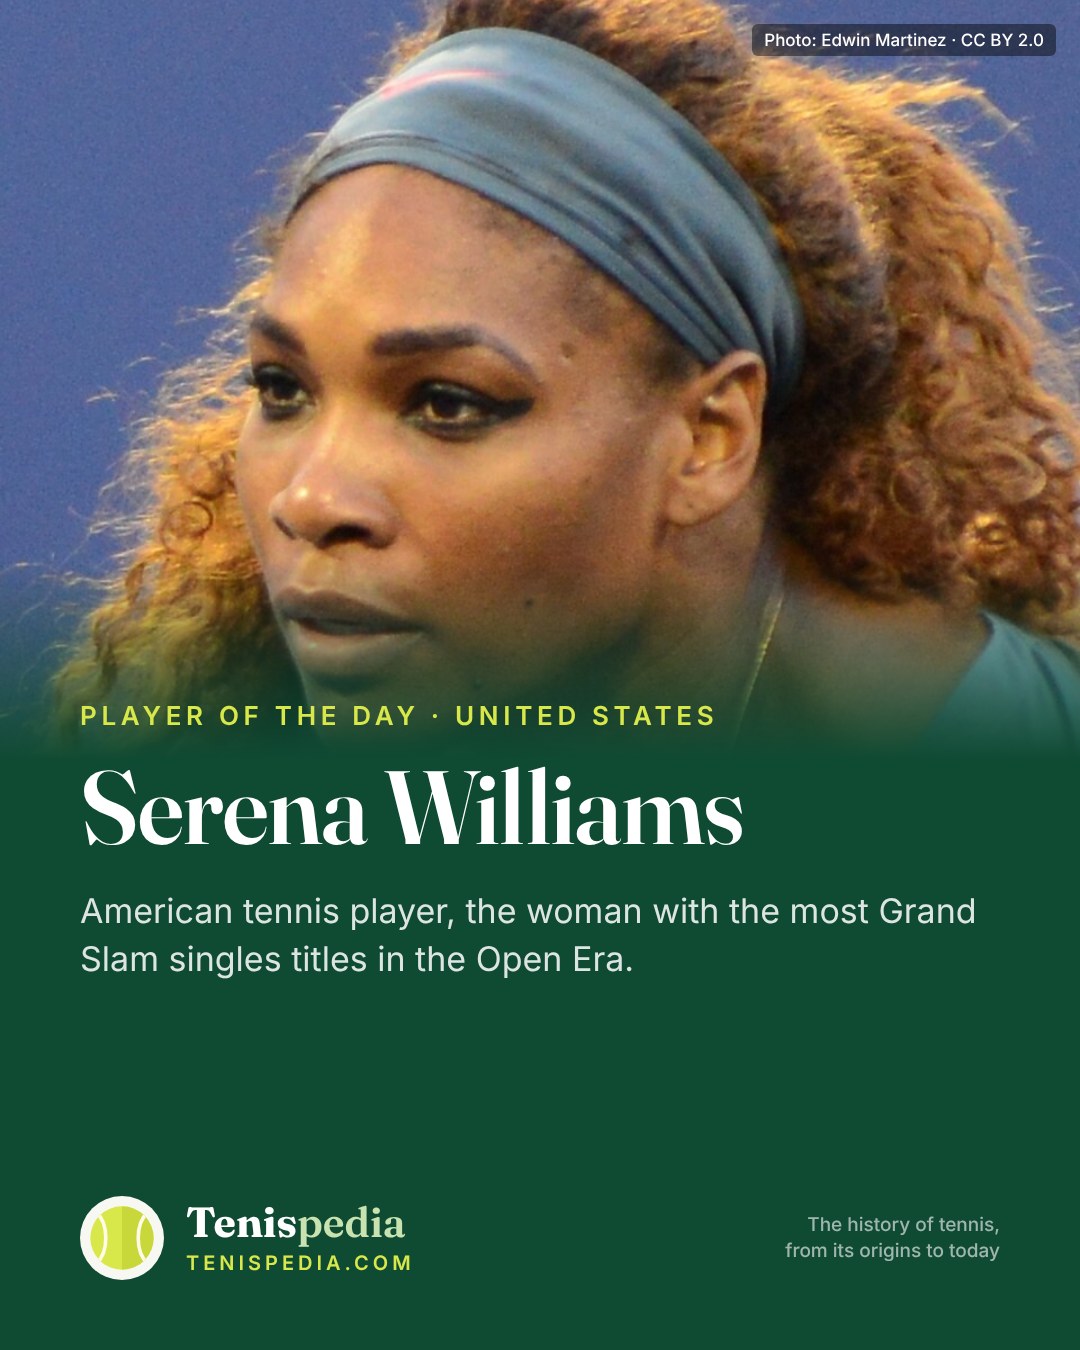 Photo: Edwin Martinez · CC BY 2.0
PLAYER OF THE DAY · UNITED STATES
Serena Williams
American tennis player, the woman with the most Grand
Slam singles titles in the Open Era.
Tenispedia
TENISPEDIA.COM
The history of tennis,
from its origins to today